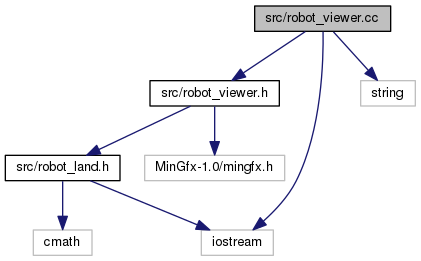 src/robot_viewer.cc
src/robot_viewer.h
string
src/robot_land.h
MinGfx-1.0/mingfx.h
cmath
iostream